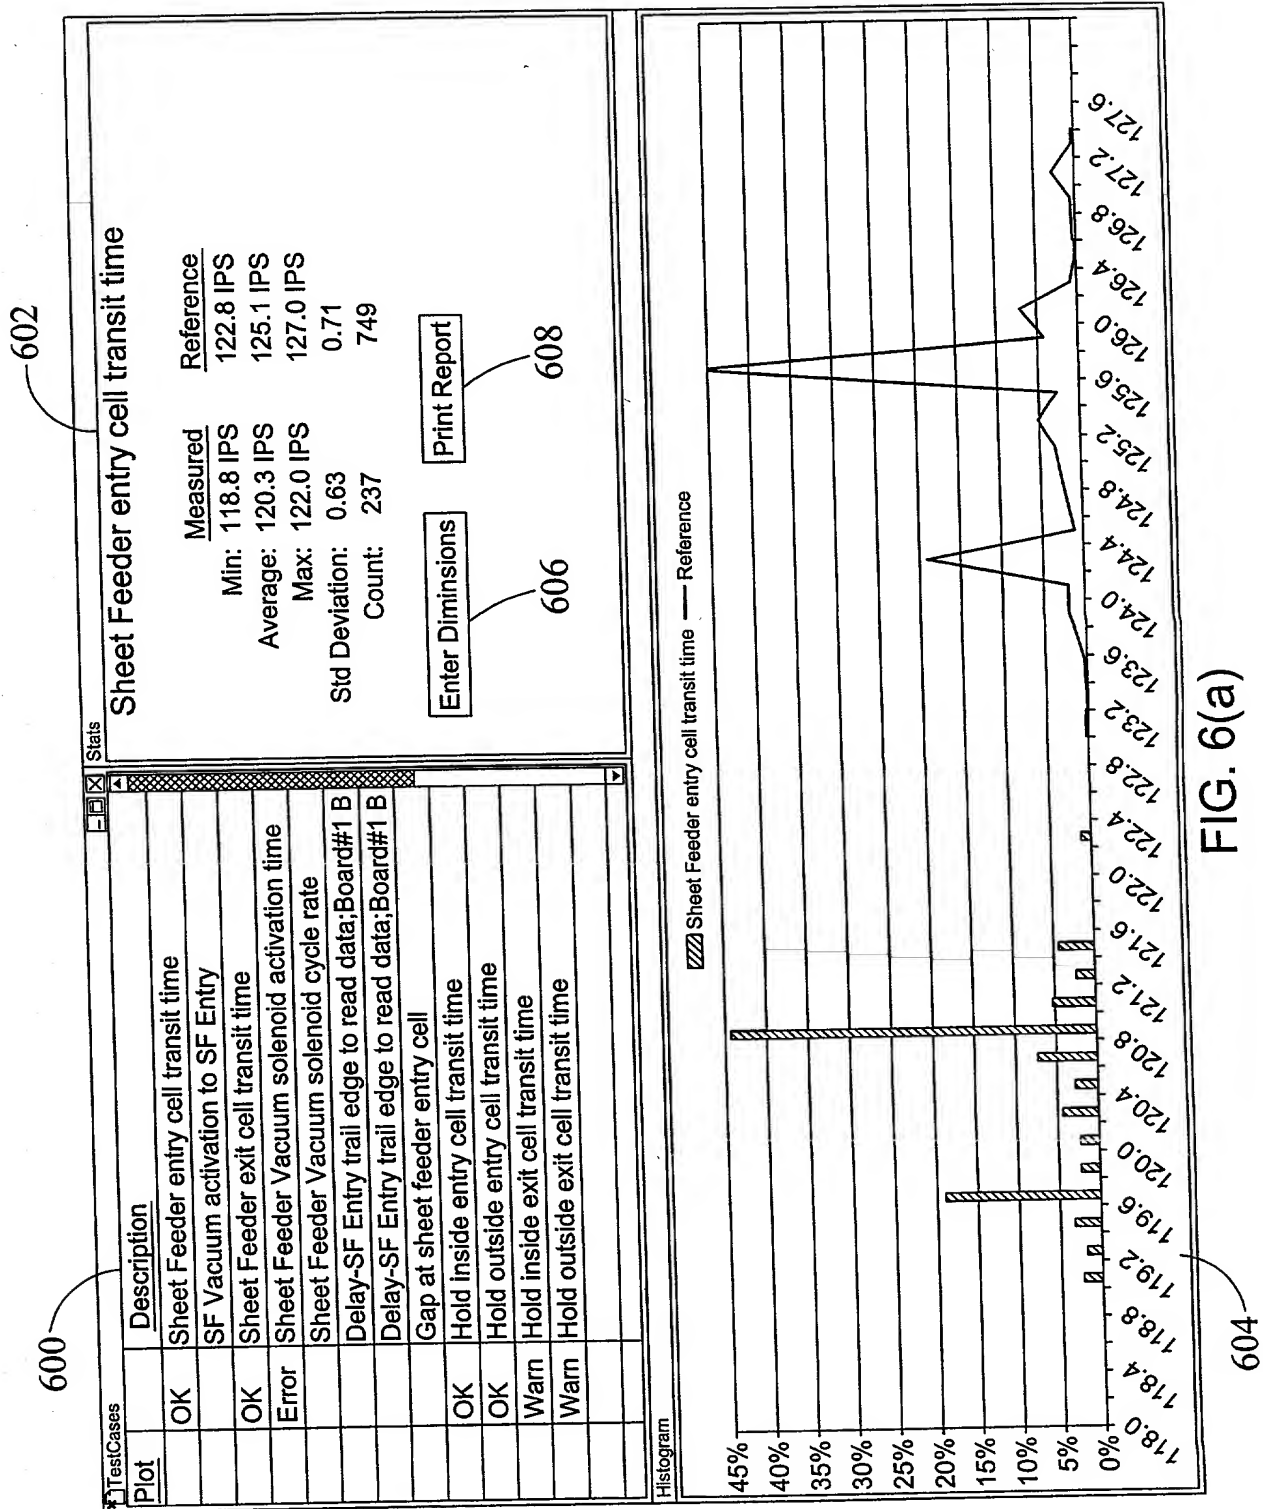 600
602
TestCases
Plot
Description
OK Sheet Feeder entry cell transit time
SF Vacuum activation to SF Entry
OK Sheet Feeder exit cell transit time
Error Sheet Feeder Vacuum solenoid activation time
Sheet Feeder Vacuum solenoid cycle rate
Delay-SF Entry trail edge to read data;Board#1 B
Delay-SF Entry trail edge to read data;Board#1 B
Gap at sheet feeder entry cell
OK Hold inside entry cell transit time
OK Hold outside entry cell transit time
Warn Hold inside exit cell transit time
Warn Hold outside exit cell transit time
Stats
Sheet Feeder entry cell transit time
Measured Reference
Min: 118.8 IPS 122.8 IPS
Average: 120.3 IPS 125.1 IPS
Max: 122.0 IPS 127.0 IPS
Std Deviation: 0.63 0.71
Count: 237 749
Enter Diminsions
Print Report
606
608
Histogram
Sheet Feeder entry cell transit time
Reference
45%
40%
35%
30%
25%
20%
15%
10%
5%
0%
118.0 118.4 118.8 119.2 119.6 120.0 120.4 120.8 121.2 121.6 122.0 122.4 122.8 123.2 123.6 124.0 124.4 124.8 125.2 125.6 126.0 126.4 126.8 127.2 127.6
604
FIG. 6(a)